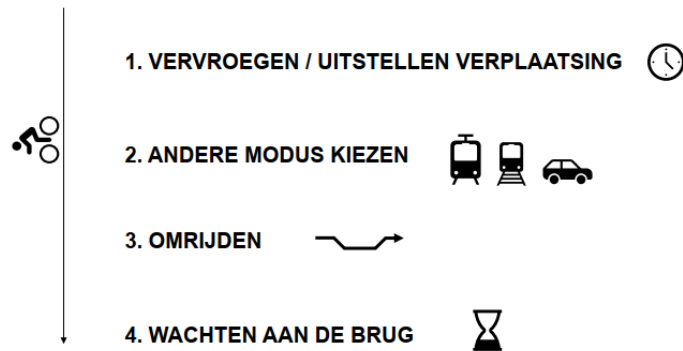 1. VERVROEGEN / UITSTELLEN VERPLAATSING
2. ANDERE MODUS KIEZEN
3. OMRIJDEN
4. WACHTEN AAN DE BRUG